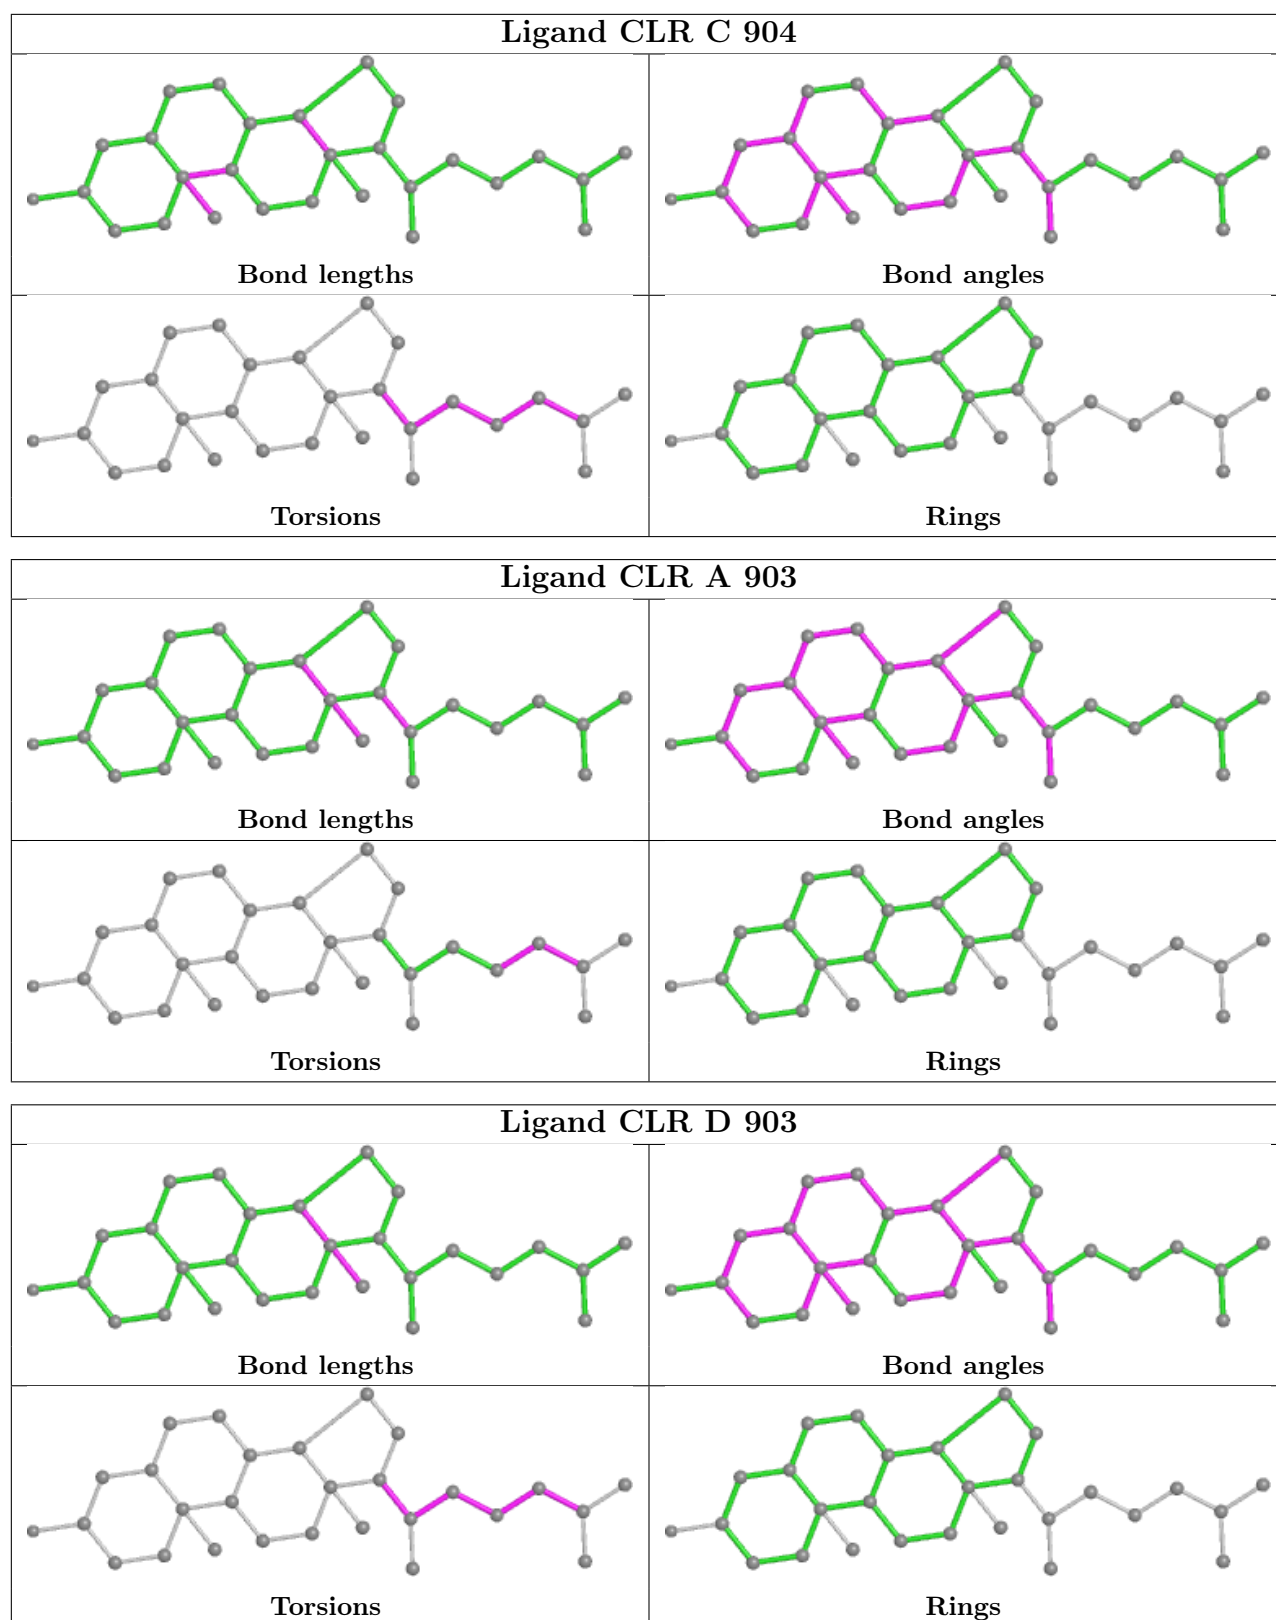 Ligand CLR C 904
Bond lengths
Bond angles
Torsions
Rings
Ligand CLR A 903
Bond lengths
Bond angles
Torsions
Rings
Ligand CLR D 903
Bond lengths
Bond angles
Torsions
Rings